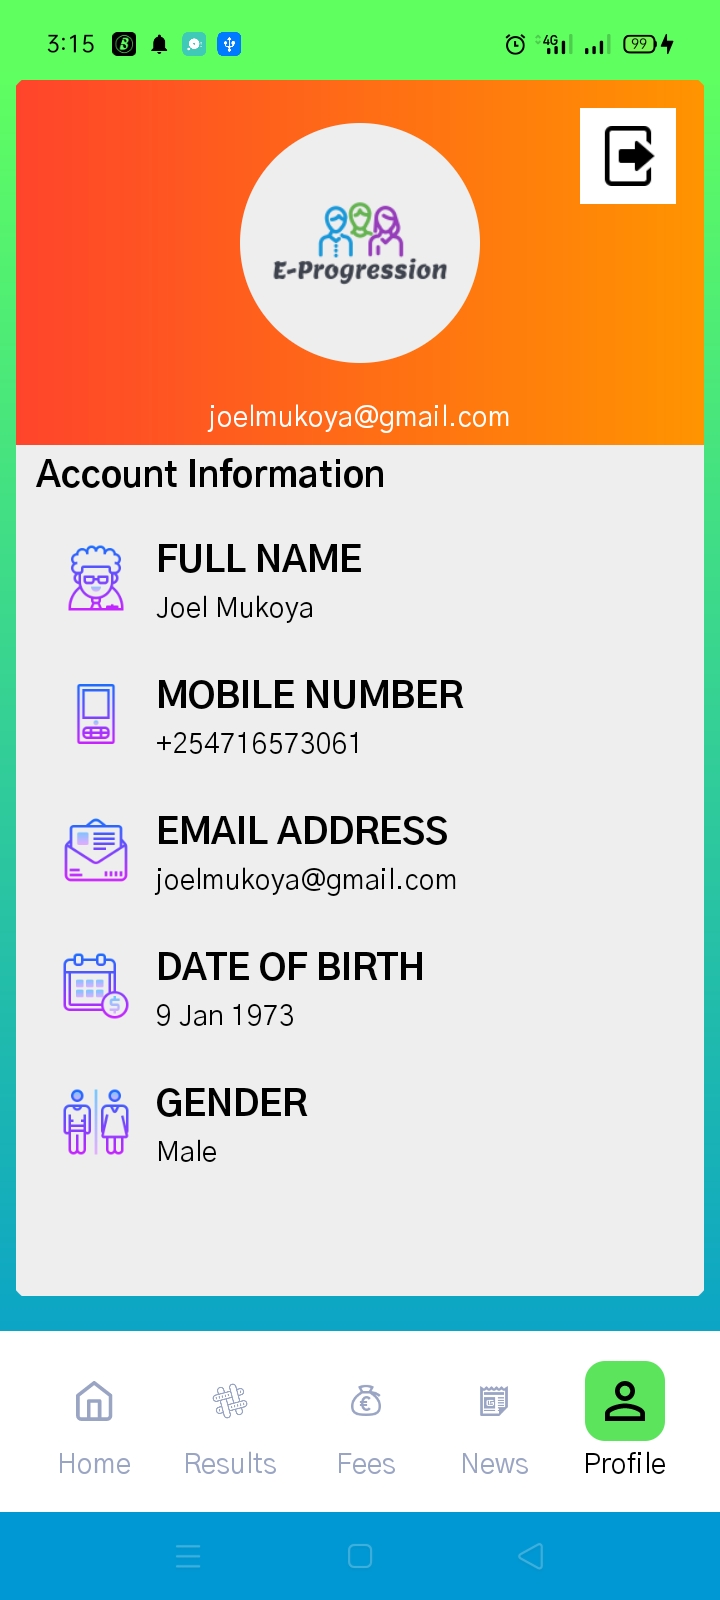 3:15
4G
99
E-Progression
joelmukoya@gmail.com
Account Information
FULL NAME
Joel Mukoya
MOBILE NUMBER
+254716573061
EMAIL ADDRESS
joelmukoya@gmail.com
DATE OF BIRTH
9 Jan 1973
GENDER
Male
Home
Results
Fees
News
Profile